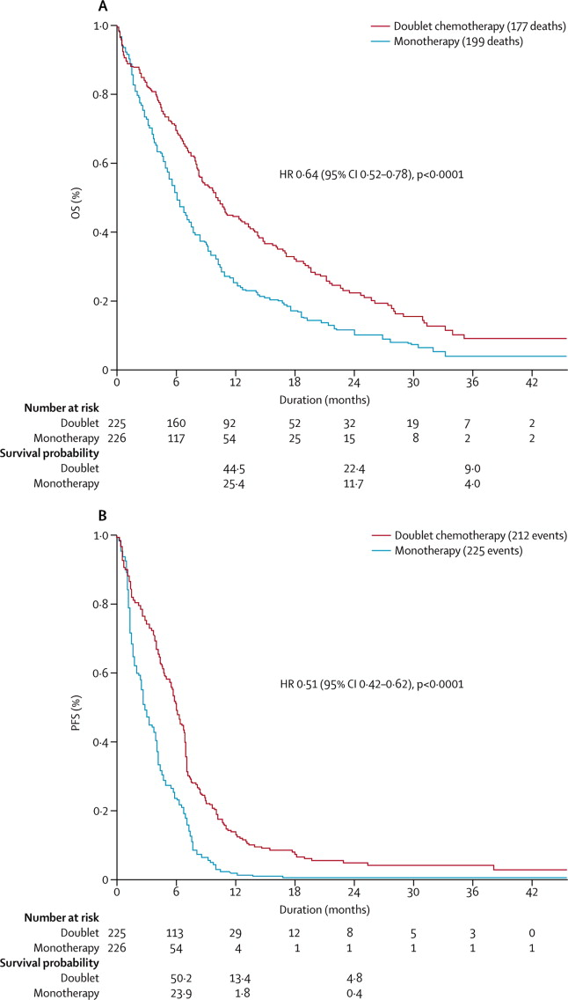 A
1·0
0·8
0·6
0·4
0·2
0
OS (%)
Doublet chemotherapy (177 deaths)
Monotherapy (199 deaths)
HR 0·64 (95% CI 0·52–0·78), p<0·0001
0 6 12 18 24 30 36 42
Duration (months)
Number at risk
Doublet 225 160 92 52 32 19 7 2
Monotherapy 226 117 54 25 15 8 2 2
Survival probability
Doublet 44·5 22·4 9·0
Monotherapy 25·4 11·7 4·0
B
1·0
0·8
0·6
0·4
0·2
0
PFS (%)
Doublet chemotherapy (212 events)
Monotherapy (225 events)
HR 0·51 (95% CI 0·42–0·62), p<0·0001
0 6 12 18 24 30 36 42
Duration (months)
Number at risk
Doublet 225 113 29 12 8 5 3 0
Monotherapy 226 54 4 1 1 1 1 1
Survival probability
Doublet 50·2 13·4 4·8
Monotherapy 23·9 1·8 0·4